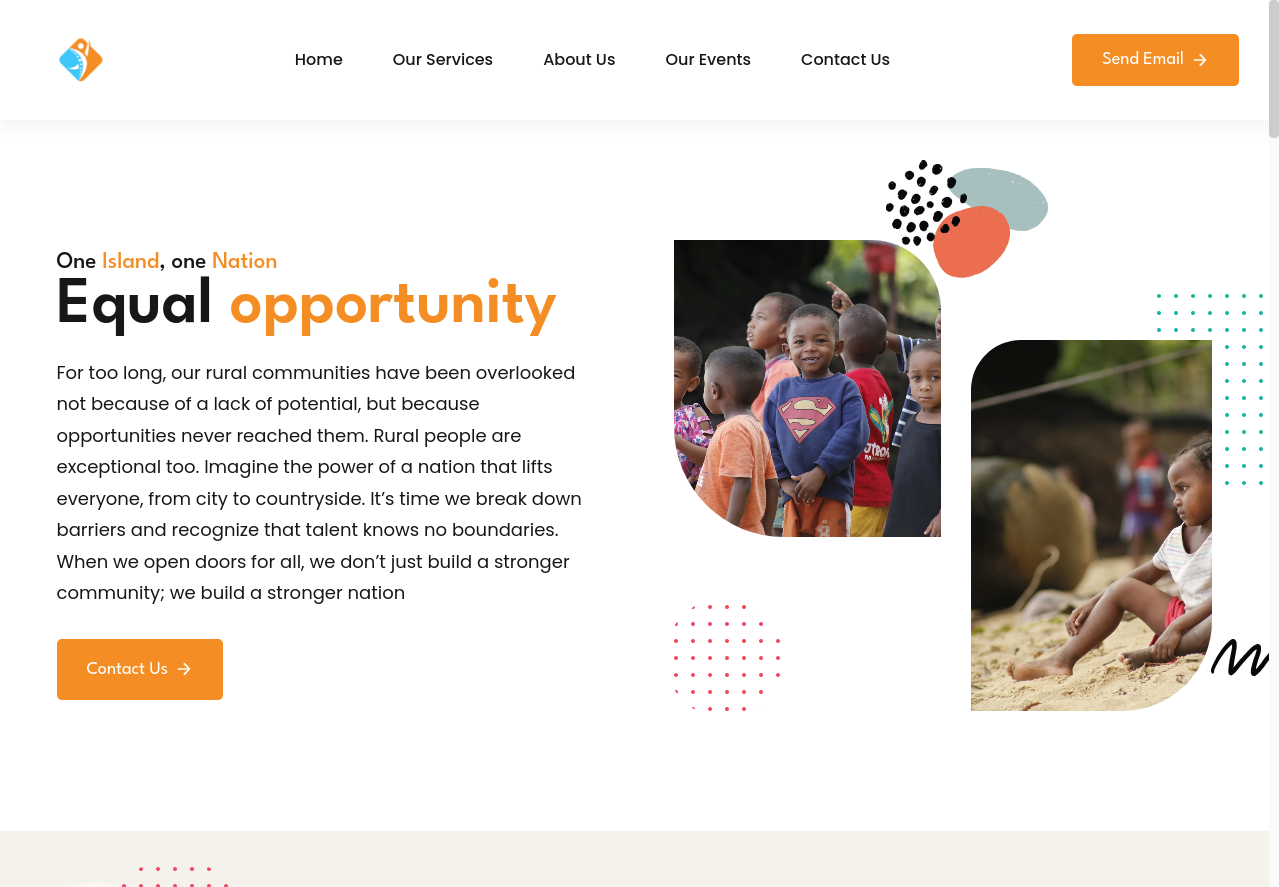 Home Our Services About Us Our Events Contact Us Send Email
One Island, one Nation
Equal opportunity
For too long, our rural communities have been overlooked
not because of a lack of potential, but because
opportunities never reached them. Rural people are
exceptional too. Imagine the power of a nation that lifts
everyone, from city to countryside. It’s time we break down
barriers and recognize that talent knows no boundaries.
When we open doors for all, we don’t just build a stronger
community; we build a stronger nation
Contact Us